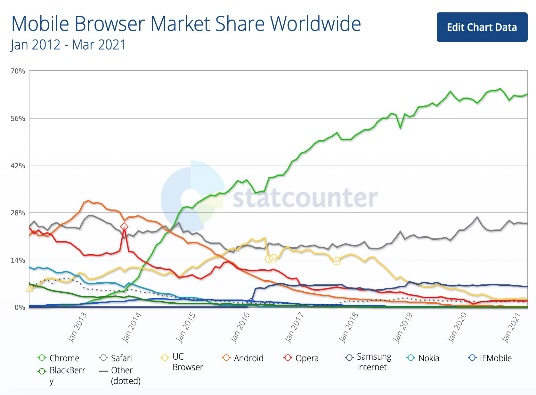 Mobile Browser Market Share Worldwide
Jan 2012 - Mar 2021
Edit Chart Data
70%
56%
42%
28%
14%
0%
statcounter
Jan 2013
Jan 2014
Jan 2015
Jan 2016
Jan 2017
Jan 2018
Jan 2019
Jan 2020
Jan 2021
Chrome
Safari
UC
Browser
Android
Opera
Samsung
Internet
Nokia
IEMobile
BlackBerr
y
Other
(dotted)